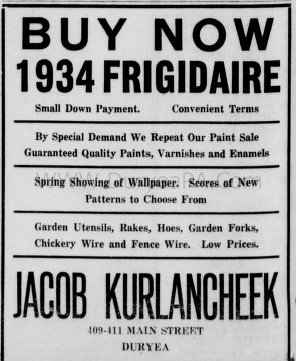 BUY NOW
1934 FRIGIDAIRE
Small Down Payment. Convenient Terms
By Special Demand We Repeat Our Paint Sale
Guaranteed Quality Paints, Varnishes and Enamels
Spring Showing of Wallpaper. Scores of New
Patterns to Choose From
Garden Utensils, Rakes, Hoes, Garden Forks,
Chickery Wire and Fence Wire. Low Prices.
JACOB KURLANCHEEK
409-411 MAIN STREET
DURYEA